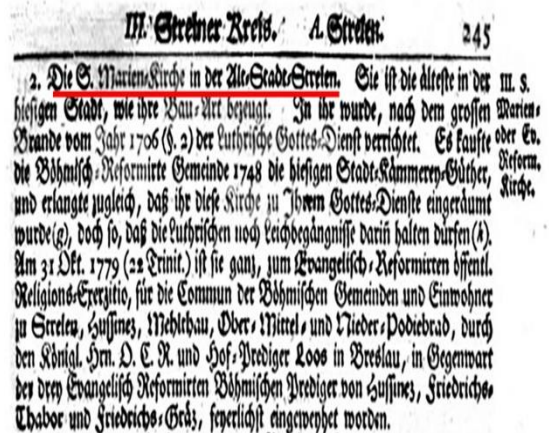 III. Strelner Kreis. A. Strelen. 245
2. Die S. Marien-Kirche in der Alt-Stadt-Strelen. Sie ist die älteste in der
hiesigen Stadt, wie ihre Bau-Art bezeugt. In ihr wurde, nach dem grossen
Brande vom Jahr 1706 (§. 2) der Luthrische Gottes-Dienst verrichtet. Es kaufte
die Böhmisch-Reformirte Gemeinde 1748 die hiesigen Stadt-Kämmerey-Güther,
und erlangte zugleich, daß ihr diese Kirche zu Ihrem Gottes-Dienste eingeräumt
wurde (g), doch so, daß die Luthrischen noch Leichbegängnisse darin halten dürfen (h).
Am 31 Okt. 1779 (22 Trinit.) ist sie ganz, zum Evangelisch-Reformirten öffentl.
Religions-Exerzitio, für die Commun der Böhmischen Gemeinden und Einwohner
zu Strelen, Hussinez, Mehlthau, Ober- Mittel- und Nieder-Podiebrad, durch
den Königl. Hrn. O. C. R. und Hof-Prediger Loos in Breslau, in Gegenwart
der drey Evangelisch Reformirten Böhmischen Prediger von Hussinez, Friedrichs-
Thabor und Friedrichs-Gräz, feyerlichst eingeweyhet worden.
III. S.
Marien-
oder Ev.
Reform.
Kirche.